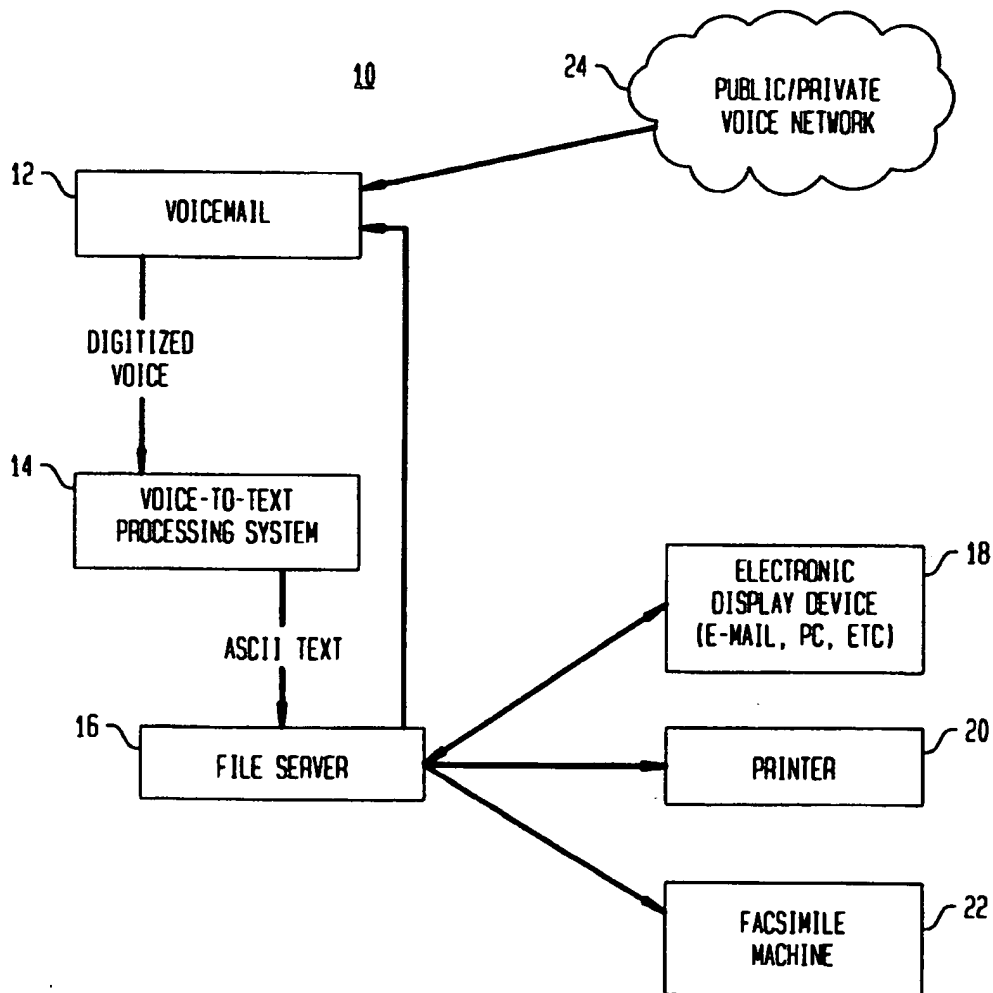 10
24
PUBLIC/PRIVATE
VOICE NETWORK
12
VOICEMAIL
DIGITIZED
VOICE
14
VOICE-TO-TEXT
PROCESSING SYSTEM
18
ELECTRONIC
DISPLAY DEVICE
(E-MAIL, PC, ETC)
ASCII TEXT
16
FILE SERVER
20
PRINTER
22
FACSIMILE
MACHINE